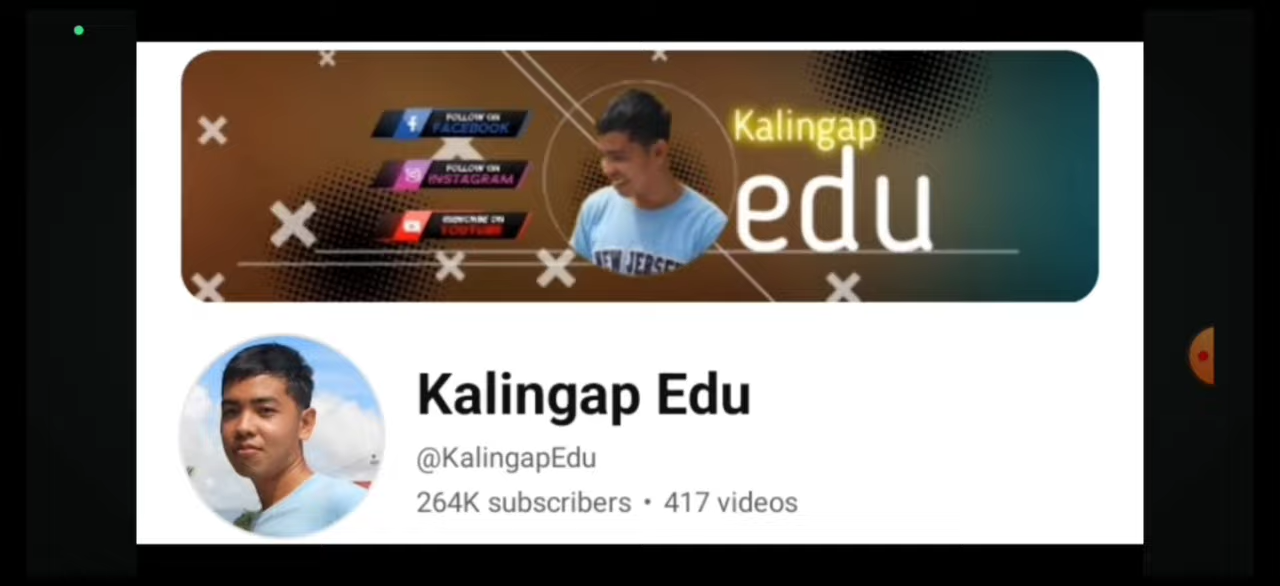 FOLLOW ON
FACEBOOK
FOLLOW ON
INSTAGRAM
SUBSCRIBE ON
YOUTUBE
Kalingap
edu
NEW JERSE
Kalingap Edu
@KalingapEdu
264K subscribers • 417 videos